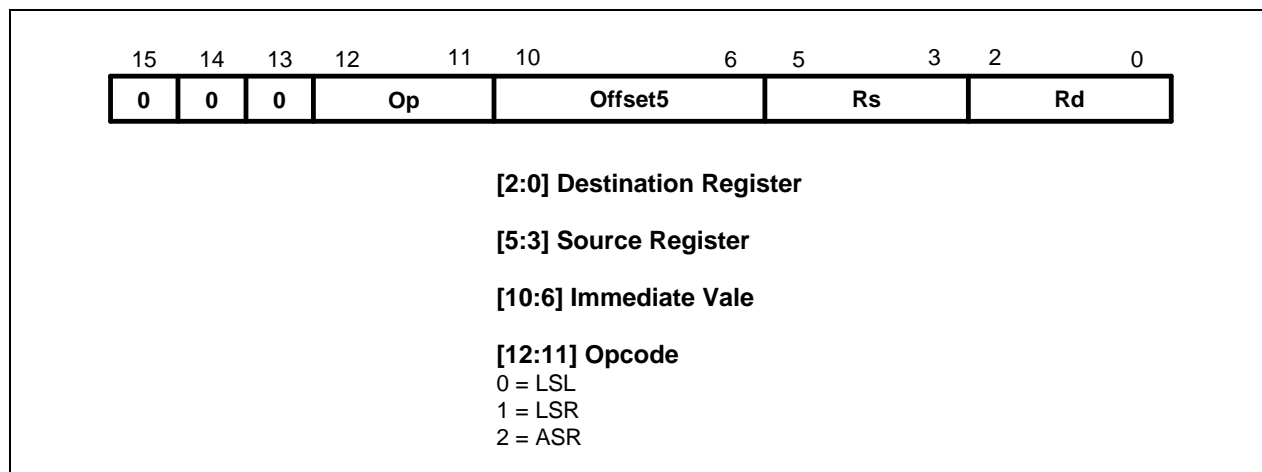 15 14 13 12 11 10 6 5 3 2 0
0 0 0 Op Offset5 Rs Rd
[2:0] Destination Register
[5:3] Source Register
[10:6] Immediate Vale
[12:11] Opcode
0 = LSL
1 = LSR
2 = ASR